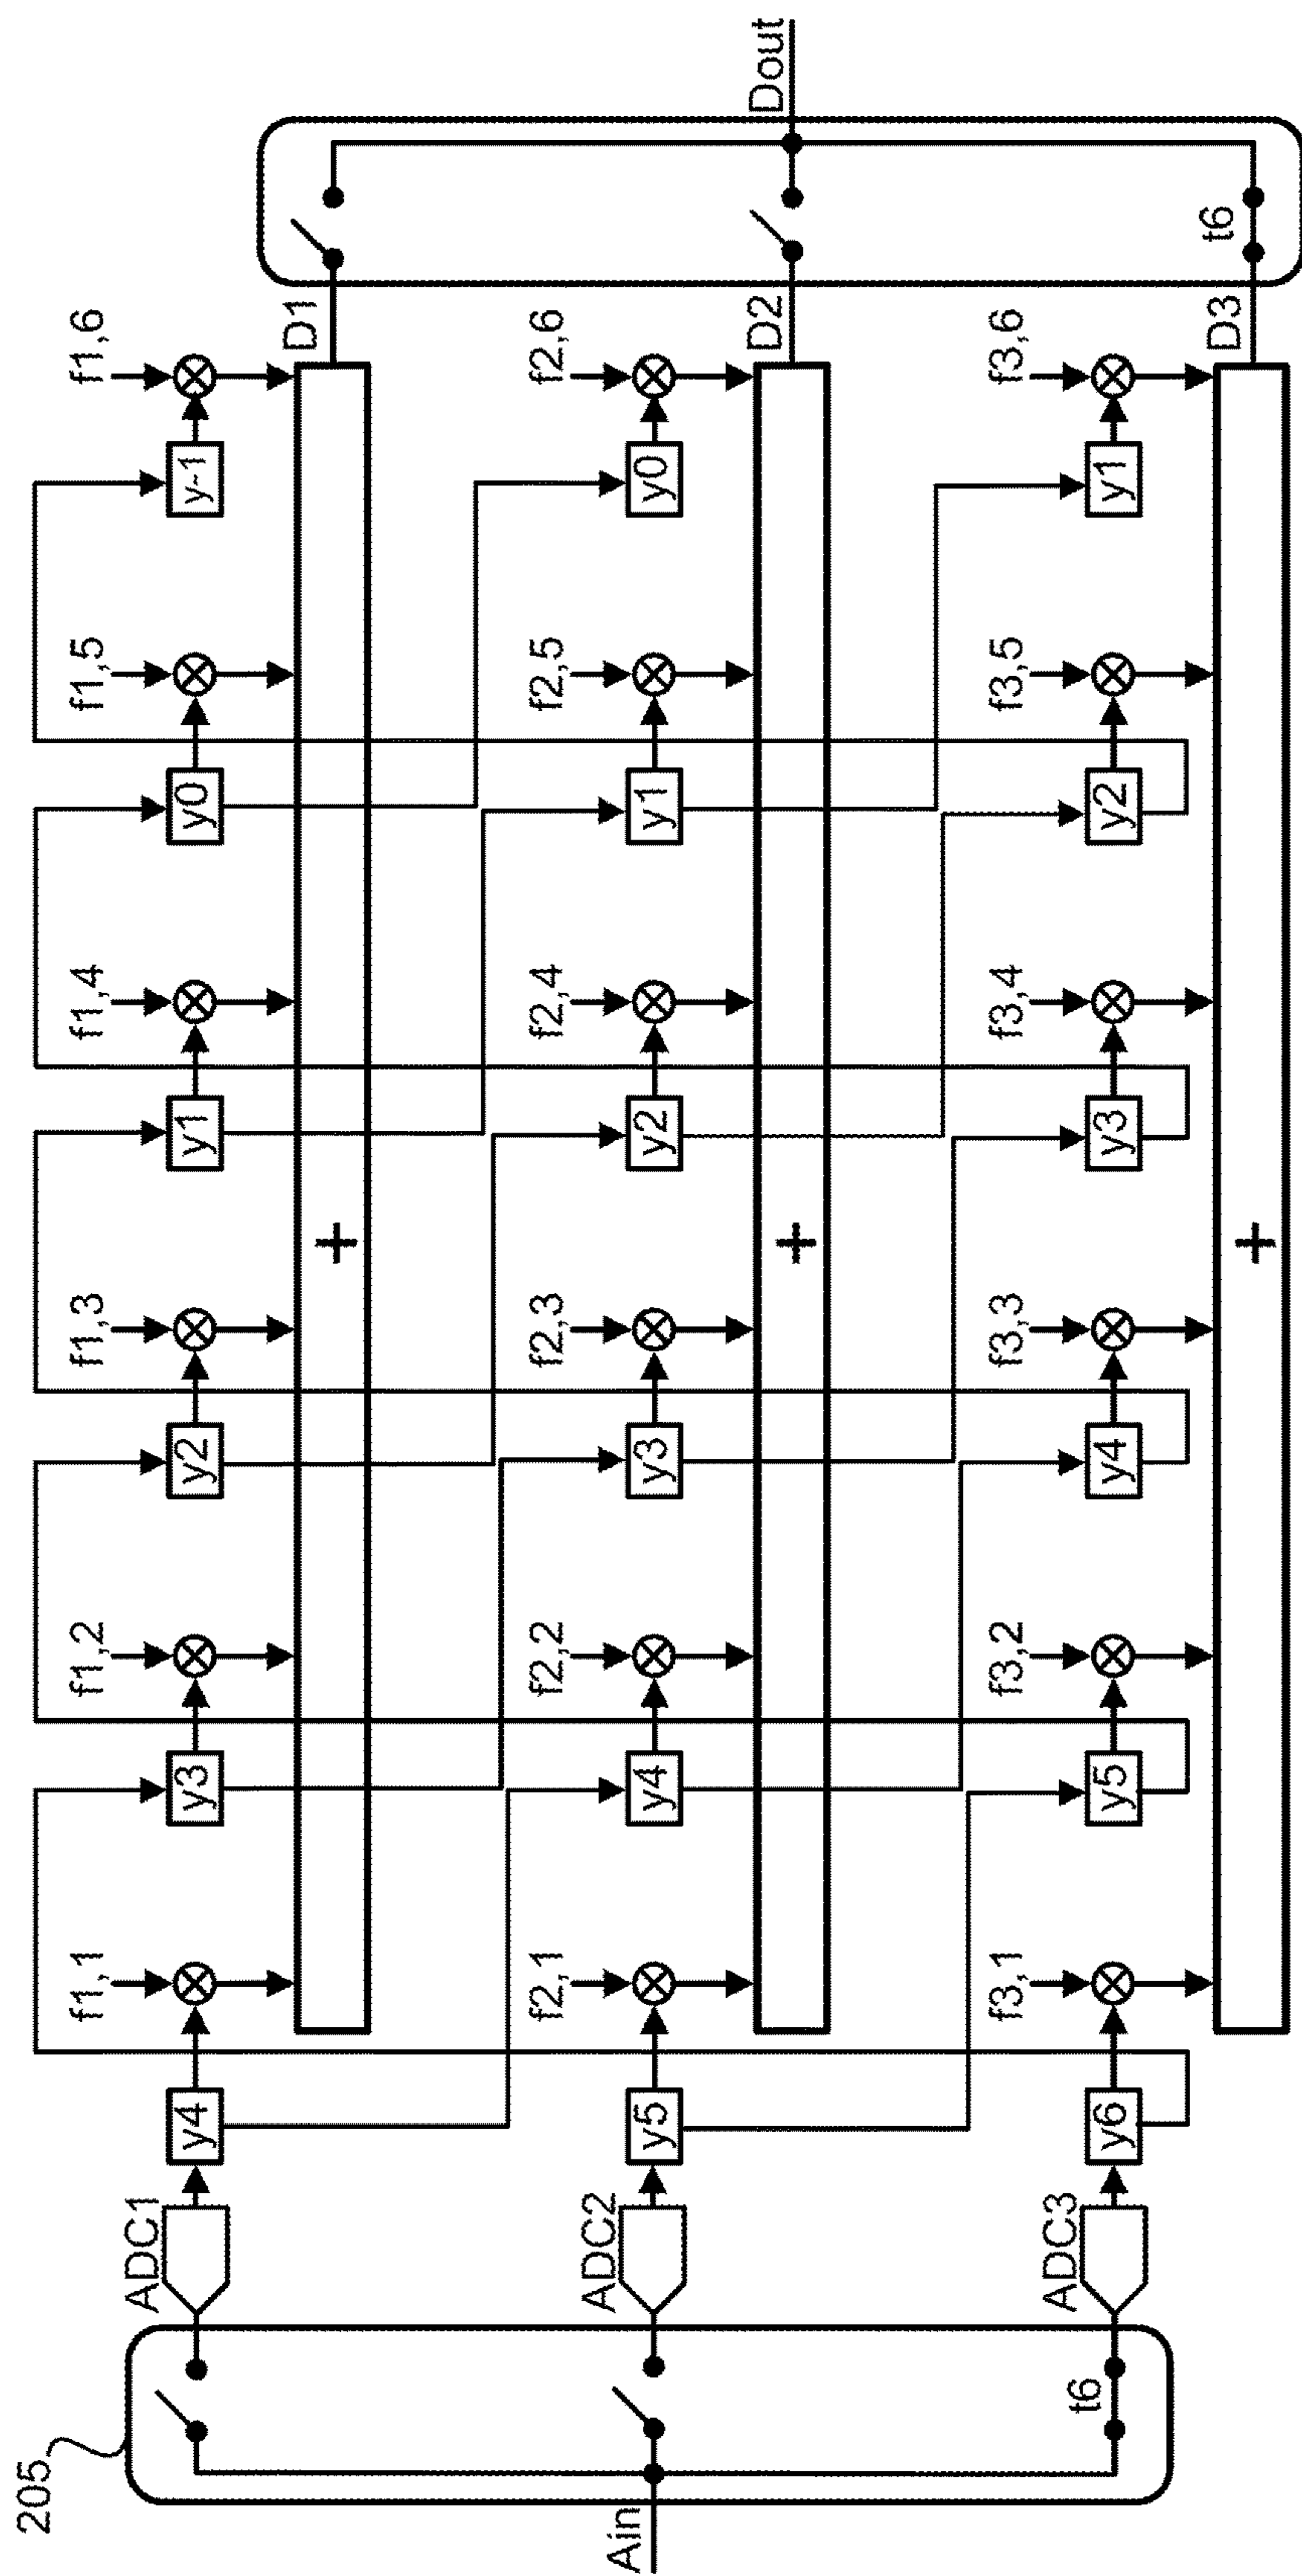 205
Ain
t6
ADC1
ADC2
ADC3
f1,1
f1,2
f1,3
f1,4
f1,5
f1,6
y4
y3
y2
y1
y0
y-1
+
D1
f2,1
f2,2
f2,3
f2,4
f2,5
f2,6
y5
y4
y3
y2
y1
y0
+
D2
f3,1
f3,2
f3,3
f3,4
f3,5
f3,6
y6
y5
y4
y3
y2
y1
+
D3
t6
Dout